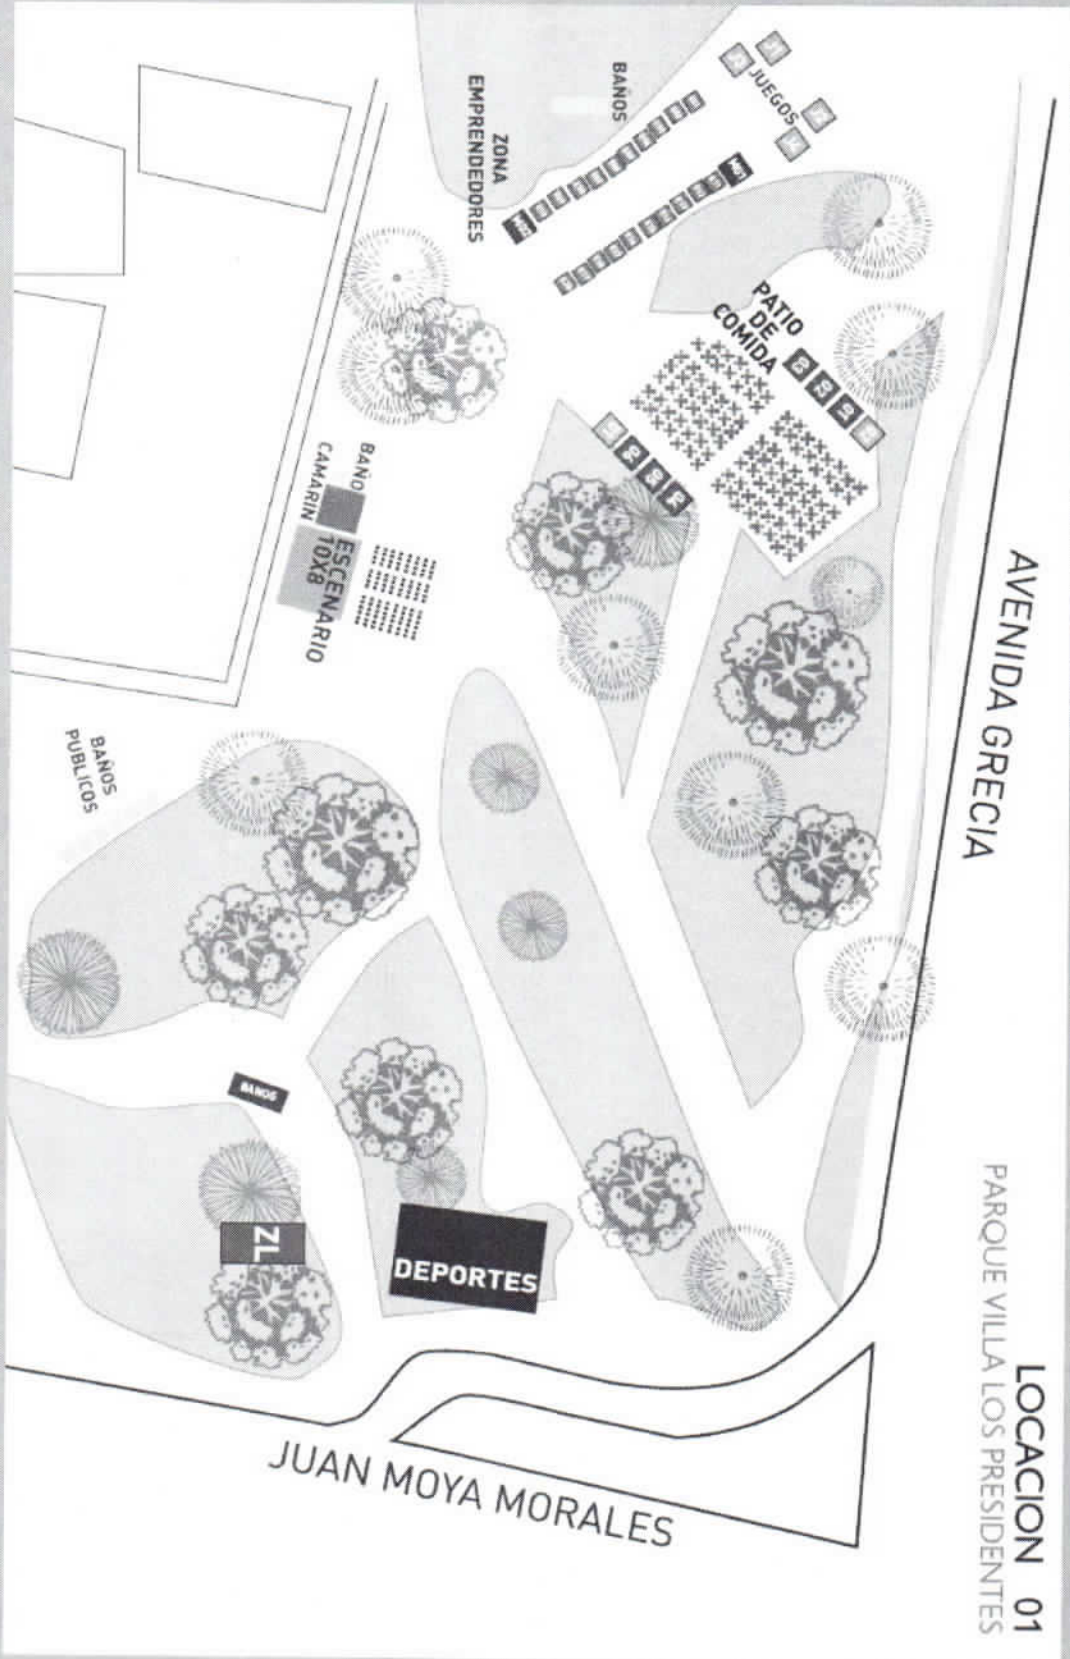 LOCACION 01
PARQUE VILLA LOS PRESIDENTES
AVENIDA GRECIA
JUEGOS
BAÑOS
ZONA
EMPRENDEDORES
PATIO
DE
COMIDA
BAÑO
CAMARIN
ESCENARIO
10X8
BAÑOS
PUBLICOS
BAÑOS
ZL
DEPORTES
JUAN MOYA MORALES